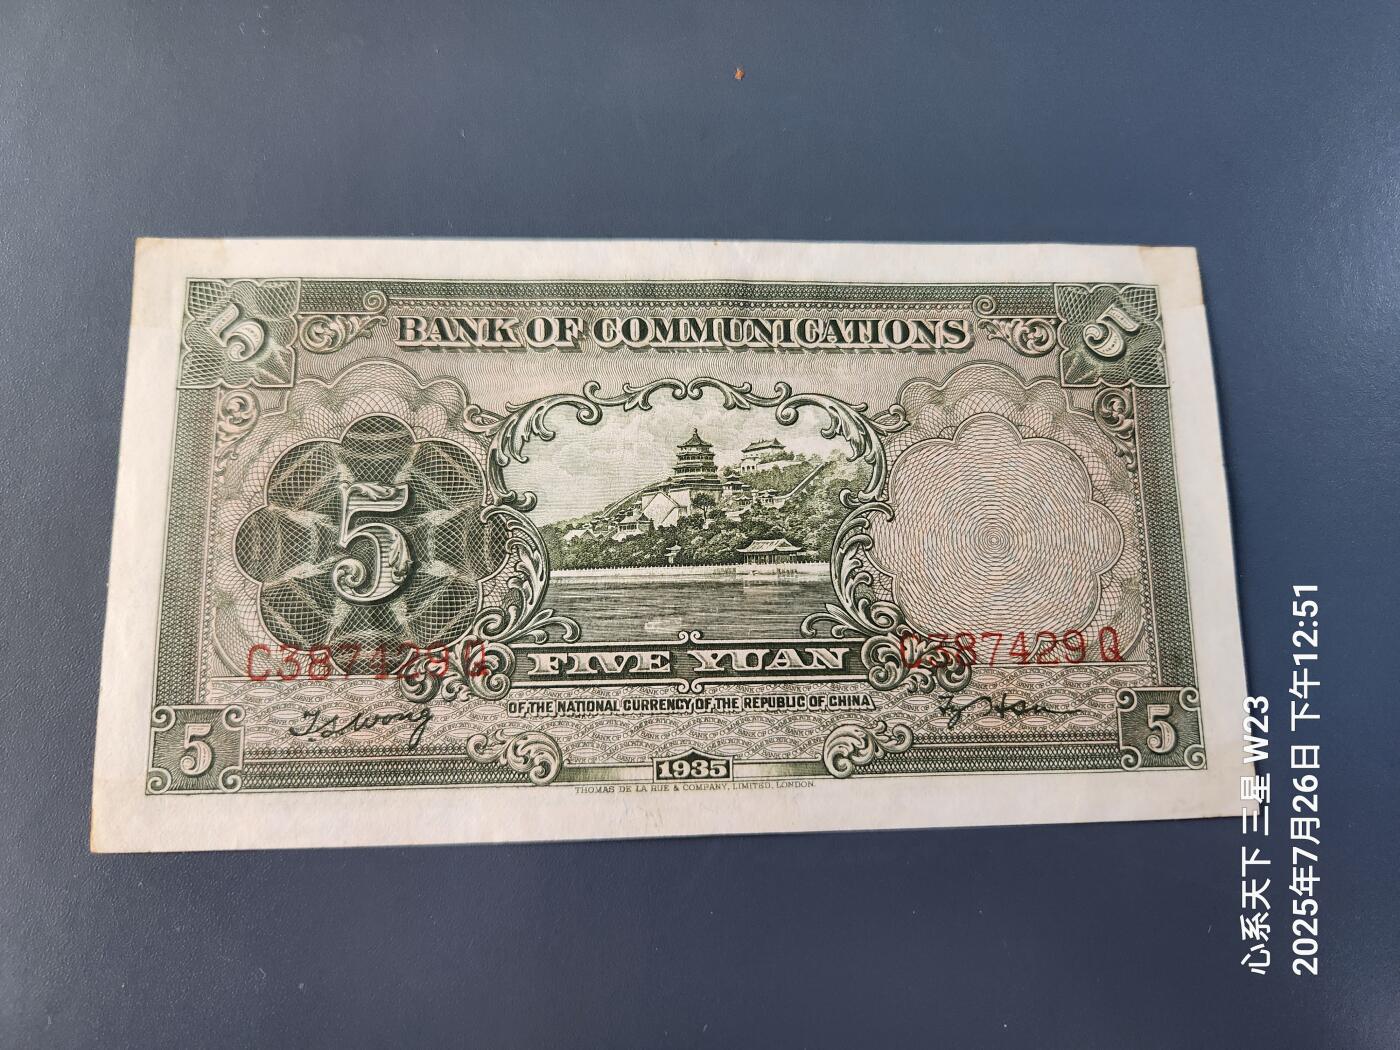 5
5
BANK OF COMMUNICATIONS
5
C387429Q
C387429Q
FIVE YUAN
OF THE NATIONAL CURRENCY OF THE REPUBLIC OF CHINA
T S Wong
5
5
1935
THOMAS DE LA RUE & COMPANY, LIMITED, LONDON.
心系天下 三星 W23
2025年7月26日 下午12:51